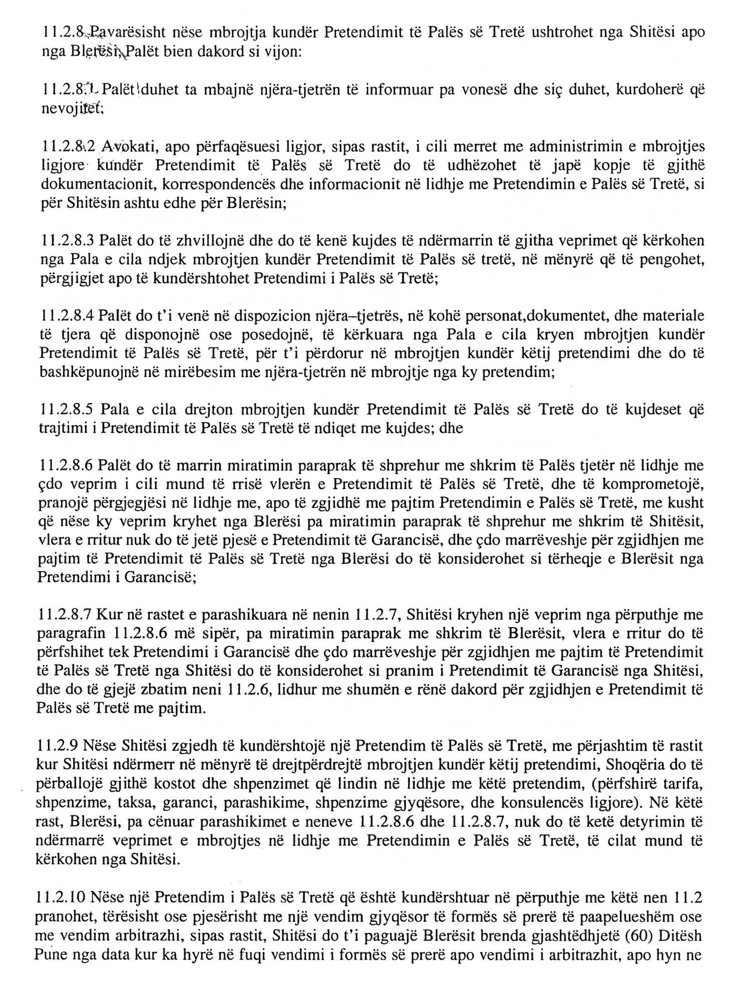 11.2.8 Pavarësisht nëse mbrojtja kundër Pretendimit të Palës së Tretë ushtrohet nga Shitësi apo
nga Blerësi, Palët bien dakord si vijon:
11.2.8.1 Palët duhet ta mbajnë njëra-tjetrën të informuar pa vonesë dhe siç duhet, kurdoherë që
nevojitet;
11.2.8.2 Avokati, apo përfaqësuesi ligjor, sipas rastit, i cili merret me administrimin e mbrojtjes
ligjore kundër Pretendimit të Palës së Tretë do të udhëzohet të japë kopje të gjithë
dokumentacionit, korrespondencës dhe informacionit në lidhje me Pretendimin e Palës së Tretë, si
për Shitësin ashtu edhe për Blerësin;
11.2.8.3 Palët do të zhvillojnë dhe do të kenë kujdes të ndërmarrin të gjitha veprimet që kërkohen
nga Pala e cila ndjek mbrojtjen kundër Pretendimit të Palës së tretë, në mënyrë që të pengohet,
përgjigjet apo të kundërshtohet Pretendimi i Palës së Tretë;
11.2.8.4 Palët do t’i venë në dispozicion njëra–tjetrës, në kohë personat,dokumentet, dhe materiale
të tjera që disponojnë ose posedojnë, të kërkuara nga Pala e cila kryen mbrojtjen kundër
Pretendimit të Palës së Tretë, për t’i përdorur në mbrojtjen kundër këtij pretendimi dhe do të
bashkëpunojnë në mirëbesim me njëra-tjetrën në mbrojtje nga ky pretendim;
11.2.8.5 Pala e cila drejton mbrojtjen kundër Pretendimit të Palës së Tretë do të kujdeset që
trajtimi i Pretendimit të Palës së Tretë të ndiqet me kujdes; dhe
11.2.8.6 Palët do të marrin miratimin paraprak të shprehur me shkrim të Palës tjetër në lidhje me
çdo veprim i cili mund të rrisë vlerën e Pretendimit të Palës së Tretë, dhe të komprometojë,
pranojë përgjegjësi në lidhje me, apo të zgjidhë me pajtim Pretendimin e Palës së Tretë, me kusht
që nëse ky veprim kryhet nga Blerësi pa miratimin paraprak të shprehur me shkrim të Shitësit,
vlera e rritur nuk do të jetë pjesë e Pretendimit të Garancisë, dhe çdo marrëveshje për zgjidhjen me
pajtim të Pretendimit të Palës së Tretë nga Blerësi do të konsiderohet si tërheqje e Blerësit nga
Pretendimi i Garancisë;
11.2.8.7 Kur në rastet e parashikuara në nenin 11.2.7, Shitësi kryhen një veprim nga përputhje me
paragrafin 11.2.8.6 më sipër, pa miratimin paraprak me shkrim të Blerësit, vlera e rritur do të
përfshihet tek Pretendimi i Garancisë dhe çdo marrëveshje për zgjidhjen me pajtim të Pretendimit
të Palës së Tretë nga Shitësi do të konsiderohet si pranim i Pretendimit të Garancisë nga Shitësi,
dhe do të gjejë zbatim neni 11.2.6, lidhur me shumën e rënë dakord për zgjidhjen e Pretendimit të
Palës së Tretë me pajtim.
11.2.9 Nëse Shitësi zgjedh të kundërshtojë një Pretendim të Palës së Tretë, me përjashtim të rastit
kur Shitësi ndërmerr në mënyrë të drejtpërdrejtë mbrojtjen kundër këtij pretendimi, Shoqëria do të
përballojë gjithë kostot dhe shpenzimet që lindin në lidhje me këtë pretendim, (përfshirë tarifa,
shpenzime, taksa, garanci, parashikime, shpenzime gjyqësore, dhe konsulencës ligjore). Në këtë
rast, Blerësi, pa cënuar parashikimet e neneve 11.2.8.6 dhe 11.2.8.7, nuk do të ketë detyrimin të
ndërmarrë veprimet e mbrojtjes në lidhje me Pretendimin e Palës së Tretë, të cilat mund të
kërkohen nga Shitësi.
11.2.10 Nëse një Pretendim i Palës së Tretë që është kundërshtuar në përputhje me këtë nen 11.2
pranohet, tërësisht ose pjesërisht me një vendim gjyqësor të formës së prerë të paapelueshëm ose
me vendim arbitrazhi, sipas rastit, Shitësi do t’i paguajë Blerësit brenda gjashtëdhjetë (60) Ditësh
Pune nga data kur ka hyrë në fuqi vendimi i formës së prerë apo vendimi i arbitrazhit, apo hyn ne